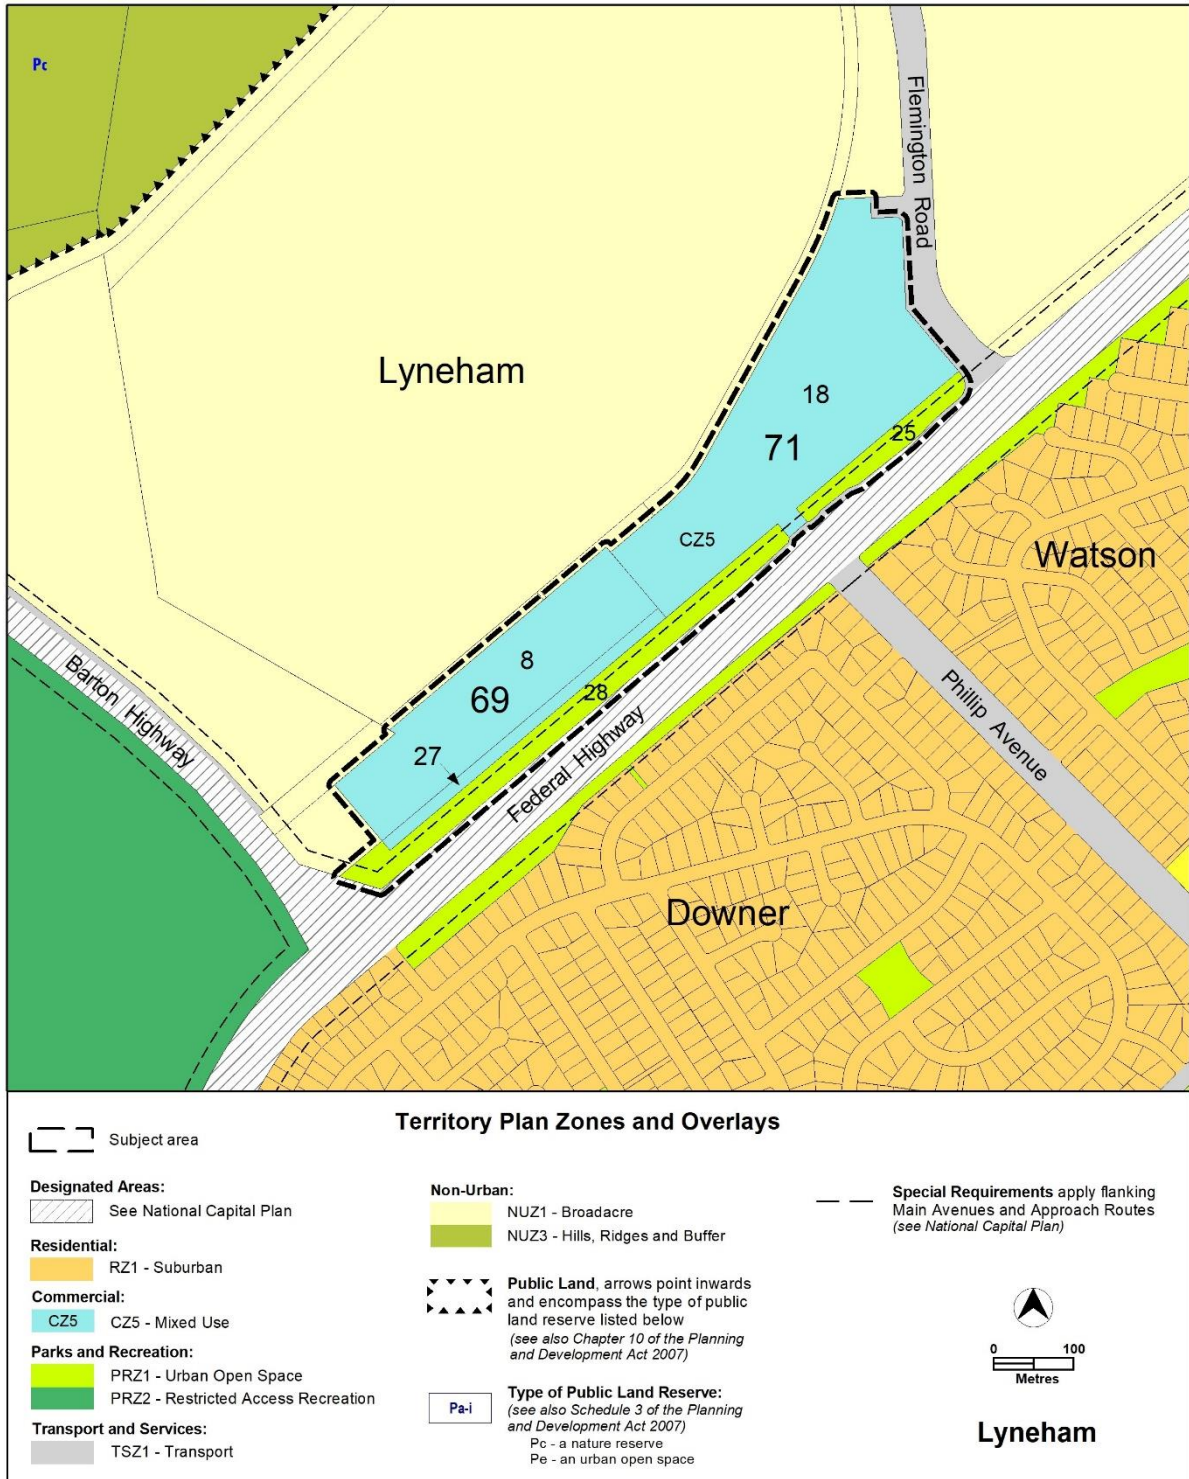 Pc
Flemington Road
Lyneham
18
71
25
CZ5
Watson
8
69
28
27
Barton Highway
Federal Highway
Phillip Avenue
Downer
Territory Plan Zones and Overlays
Subject area
Designated Areas:
See National Capital Plan
Residential:
RZ1 - Suburban
Commercial:
CZ5 CZ5 - Mixed Use
Parks and Recreation:
PRZ1 - Urban Open Space
PRZ2 - Restricted Access Recreation
Transport and Services:
TSZ1 - Transport
Non-Urban:
NUZ1 - Broadacre
NUZ3 - Hills, Ridges and Buffer
Public Land, arrows point inwards
and encompass the type of public
land reserve listed below
(see also Chapter 10 of the Planning
and Development Act 2007)
Pa-i
Type of Public Land Reserve:
(see also Schedule 3 of the Planning
and Development Act 2007)
Pc - a nature reserve
Pe - an urban open space
Special Requirements apply flanking
Main Avenues and Approach Routes
(see National Capital Plan)
0 100
Metres
Lyneham